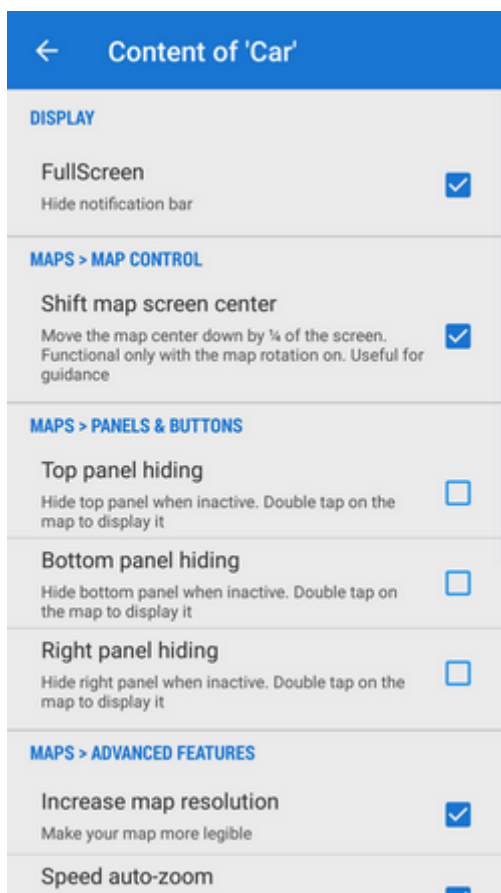 Content of 'Car'
DISPLAY
FullScreen
Hide notification bar
MAPS > MAP CONTROL
Shift map screen center
Move the map center down by ¼ of the screen.
Functional only with the map rotation on. Useful for
guidance
MAPS > PANELS & BUTTONS
Top panel hiding
Hide top panel when inactive. Double tap on the
map to display it
Bottom panel hiding
Hide bottom panel when inactive. Double tap on
the map to display it
Right panel hiding
Hide right panel when inactive. Double tap on the
map to display it
MAPS > ADVANCED FEATURES
Increase map resolution
Make your map more legible
Speed auto-zoom